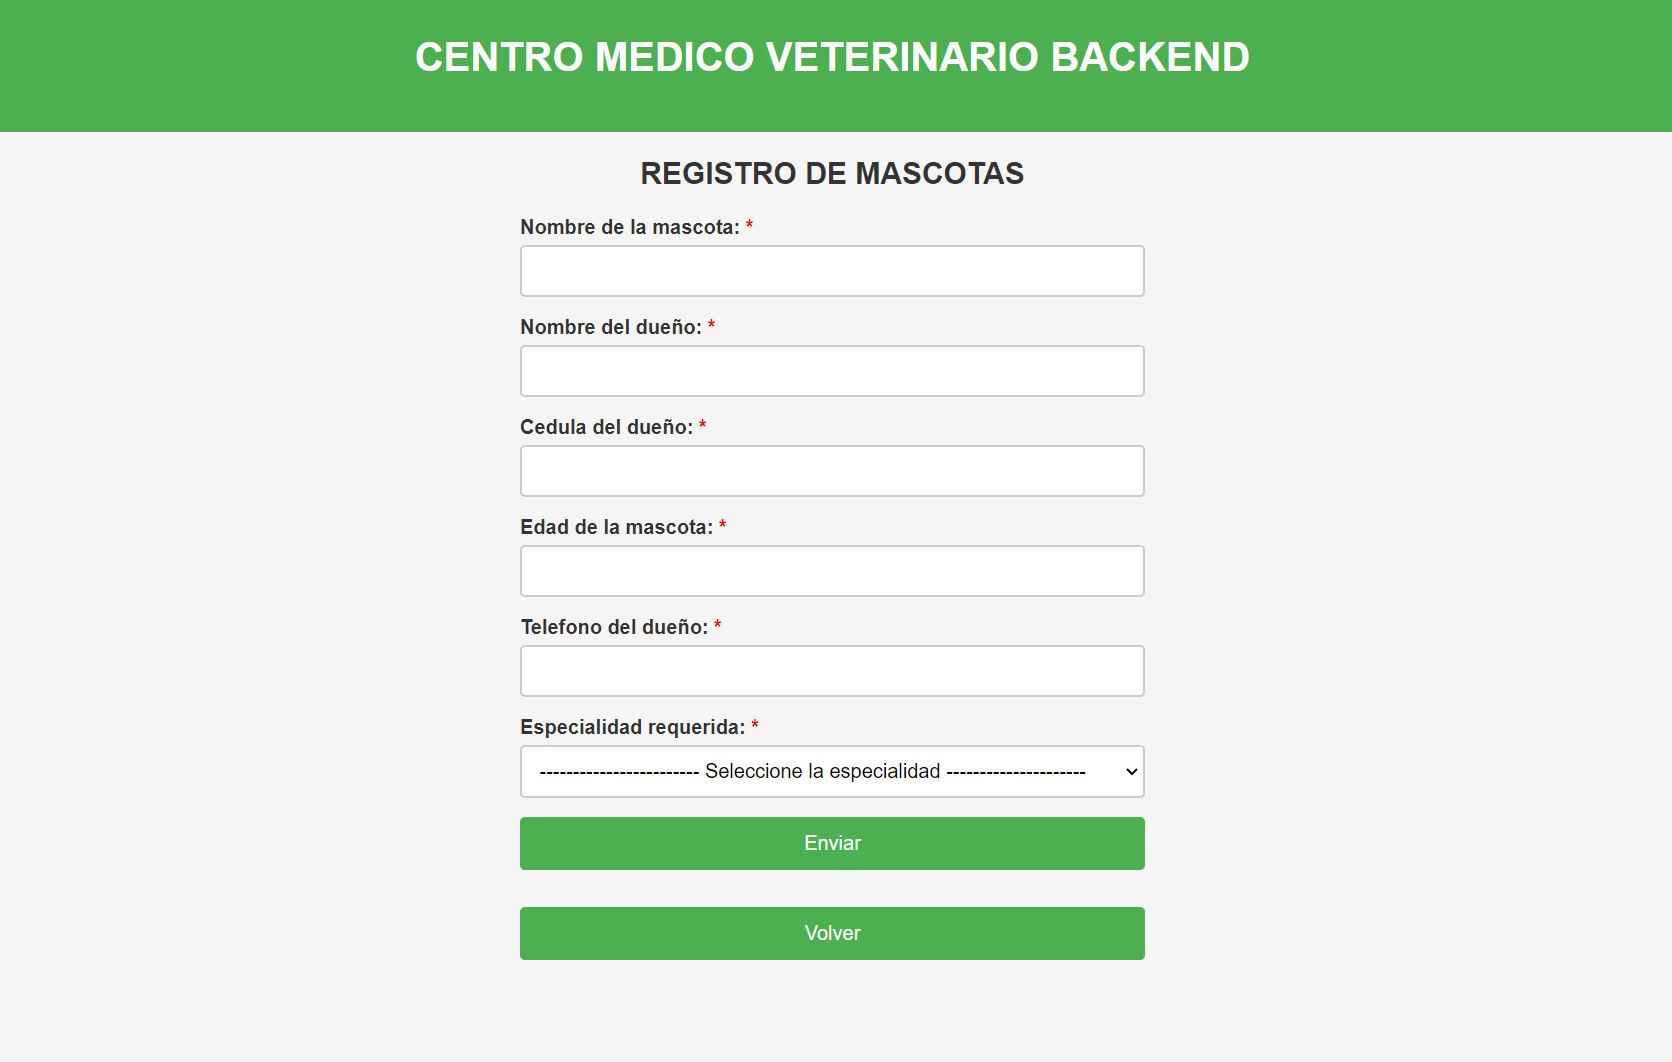 CENTRO MEDICO VETERINARIO BACKEND
REGISTRO DE MASCOTAS
Nombre de la mascota: *
Nombre del dueño: *
Cedula del dueño: *
Edad de la mascota: *
Telefono del dueño: *
Especialidad requerida: *
------------------------ Seleccione la especialidad ---------------------
Enviar
Volver